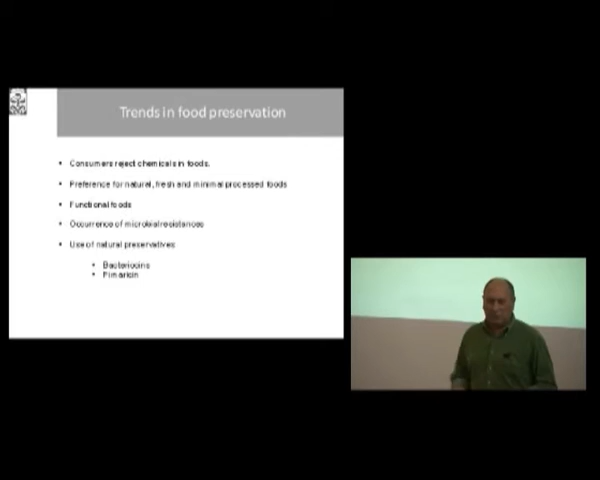 Trends in food preservation
• Consumers reject chemicals in foods.
• Preference for natural, fresh and minimal processed foods
• Functional foods
• Occurrence of microbial resistances
• Use of natural preservatives
• Bacteriocins
• Pimaricin